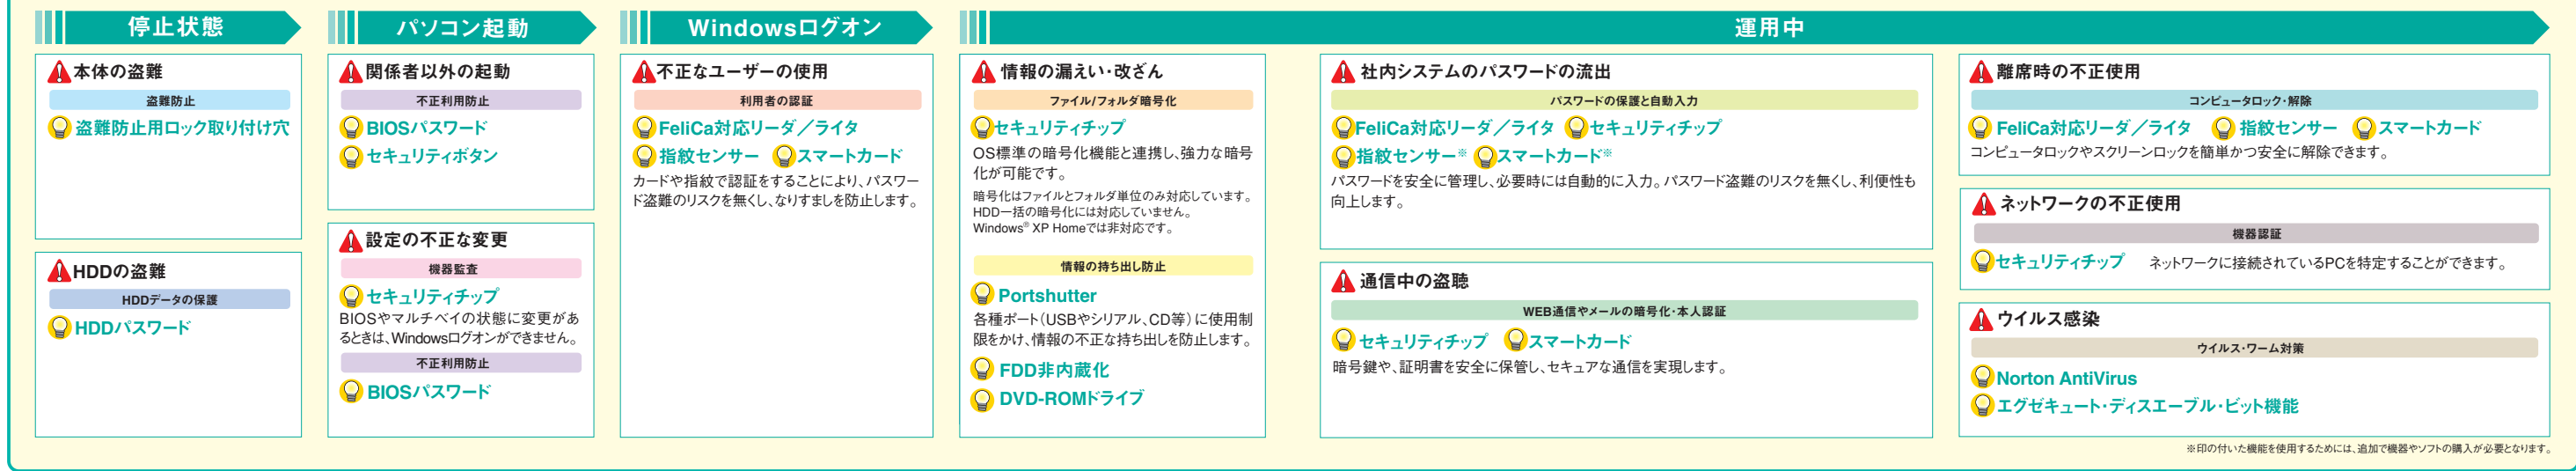 停止状態
本体の盗難
盗難防止
盗難防止用ロック取り付け穴
HDDの盗難
HDDデータの保護
HDDパスワード
パソコン起動
関係者以外の起動
不正利用防止
BIOSパスワード
セキュリティボタン
設定の不正な変更
機器監査
セキュリティチップ
BIOSやマルチベイの状態に変更があ
るときは、Windowsログオンができません。
不正利用防止
BIOSパスワード
Windowsログオン
不正なユーザーの使用
利用者の認証
FeliCa対応リーダ／ライタ
指紋センサー スマートカード
カードや指紋で認証をすることにより、パスワー
ド盗難のリスクを無くし、なりすましを防止します。
運用中
情報の漏えい・改ざん
ファイル/フォルダ暗号化
セキュリティチップ
OS標準の暗号化機能と連携し、強力な暗号
化が可能です。
暗号化はファイルとフォルダ単位のみ対応しています。
HDD一括の暗号化には対応していません。
Windows® XP Homeでは非対応です。
情報の持ち出し防止
Portshutter
各種ポート（USBやシリアル、CD等）に使用制
限をかけ、情報の不正な持ち出しを防止します。
FDD非内蔵化
DVD-ROMドライブ
社内システムのパスワードの流出
パスワードの保護と自動入力
FeliCa対応リーダ／ライタ セキュリティチップ
指紋センサー※ スマートカード※
パスワードを安全に管理し、必要時には自動的に入力。パスワード盗難のリスクを無くし、利便性も
向上します。
通信中の盗聴
WEB通信やメールの暗号化・本人認証
セキュリティチップ スマートカード
暗号鍵や、証明書を安全に保管し、セキュアな通信を実現します。
離席時の不正使用
コンピュータロック・解除
FeliCa対応リーダ／ライタ 指紋センサー スマートカード
コンピュータロックやスクリーンロックを簡単かつ安全に解除できます。
ネットワークの不正使用
機器認証
セキュリティチップ ネットワークに接続されているPCを特定することができます。
ウイルス感染
ウイルス・ワーム対策
Norton AntiVirus
エグゼキュート・ディスエーブル・ビット機能
※印の付いた機能を使用するためには、追加で機器やソフトの購入が必要となります。